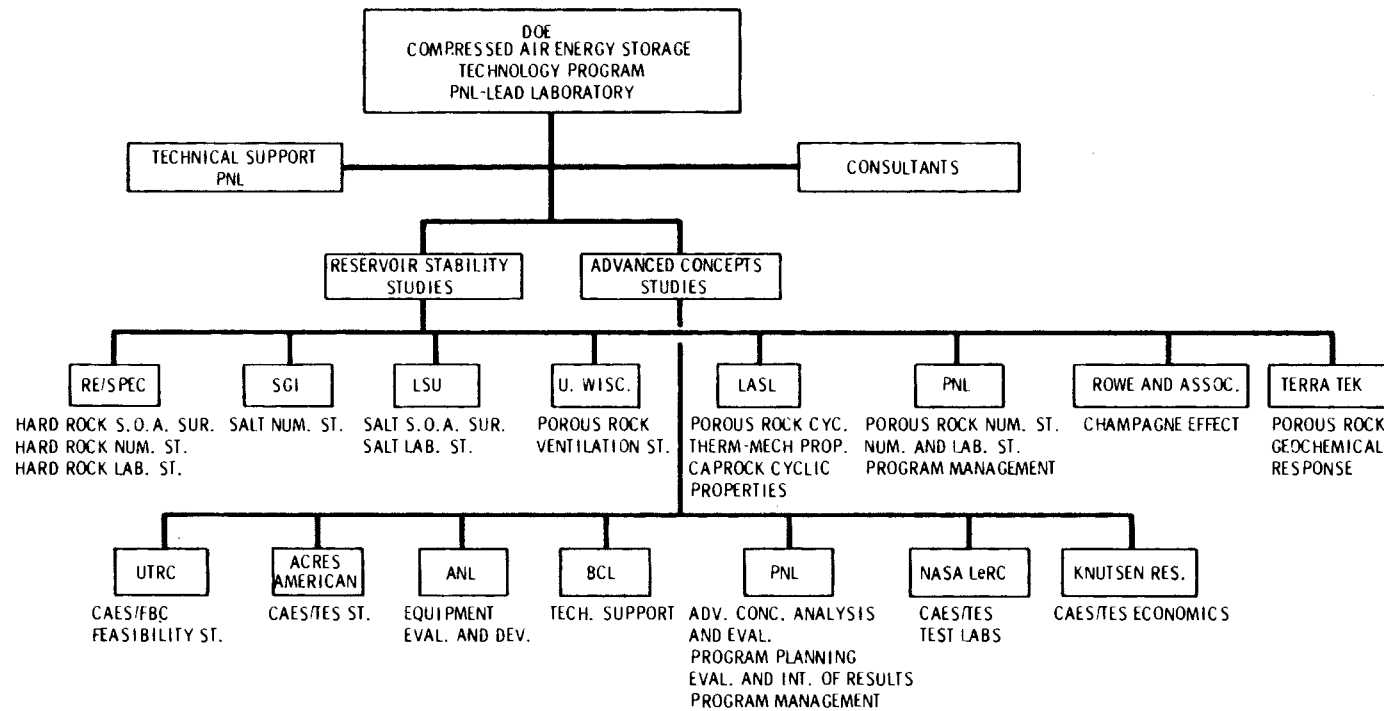 DOE
COMPRESSED AIR ENERGY STORAGE
TECHNOLOGY PROGRAM
PNL-LEAD LABORATORY
TECHNICAL SUPPORT
PNL
CONSULTANTS
RESERVOIR STABILITY
STUDIES
ADVANCED CONCEPTS
STUDIES
RE/SPEC
HARD ROCK S.O.A. SUR.
HARD ROCK NUM. ST.
HARD ROCK LAB. ST.
SGI
SALT NUM. ST.
LSU
SALT S.O.A. SUR.
SALT LAB. ST.
U. WISC.
POROUS ROCK
VENTILATION ST.
LASL
POROUS ROCK CYC.
THERM-MECH PROP.
CAPROCK CYCLIC
PROPERTIES
PNL
POROUS ROCK NUM. ST.
NUM. AND LAB. ST.
PROGRAM MANAGEMENT
ROWE AND ASSOC.
CHAMPAGNE EFFECT
TERRA TEK
POROUS ROCK
GEOCHEMICAL
RESPONSE
UTRC
CAES/FBC
FEASIBILITY ST.
ACRES
AMERICAN
CAES/TES ST.
ANL
EQUIPMENT
EVAL. AND DEV.
BCL
TECH. SUPPORT
PNL
ADV. CONC. ANALYSIS
AND EVAL.
PROGRAM PLANNING
EVAL. AND INT. OF RESULTS
PROGRAM MANAGEMENT
NASA LeRC
CAES/TES
TEST LABS
KNUTSEN RES.
CAES/TES ECONOMICS